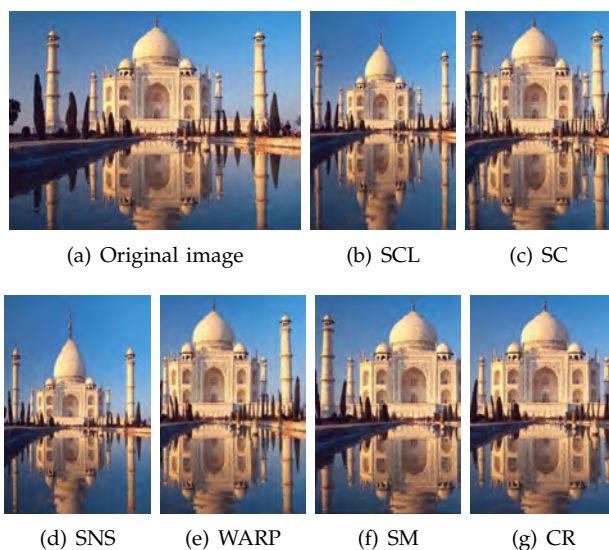 (a) Original image
(b) SCL
(c) SC
(d) SNS
(e) WARP
(f) SM
(g) CR